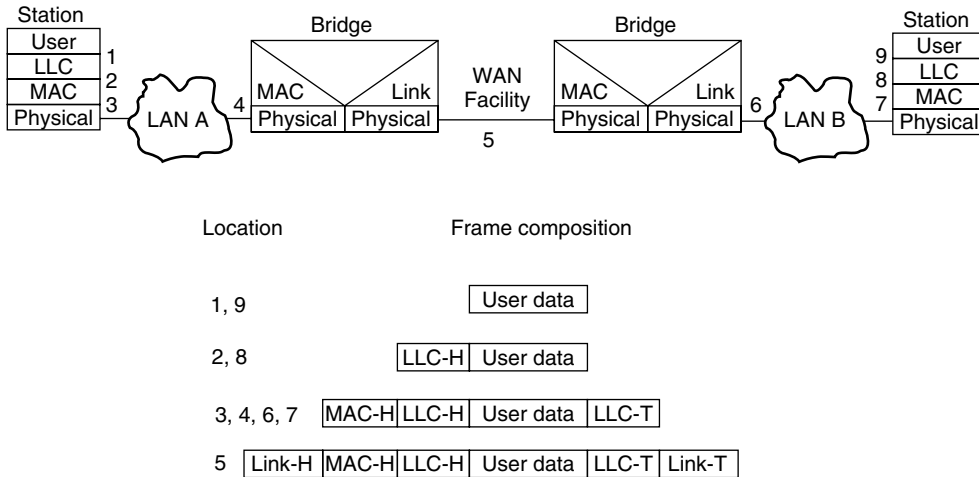 Station
User
LLC
MAC
Physical
1
2
3
LAN A
4
Bridge
MAC
Link
Physical
Physical
WAN
Facility
5
Bridge
MAC
Link
Physical
Physical
6
LAN B
Station
9
8
7
User
LLC
MAC
Physical
Location Frame composition
1, 9 User data
2, 8 LLC-H User data
3, 4, 6, 7 MAC-H LLC-H User data LLC-T
5 Link-H MAC-H LLC-H User data LLC-T Link-T